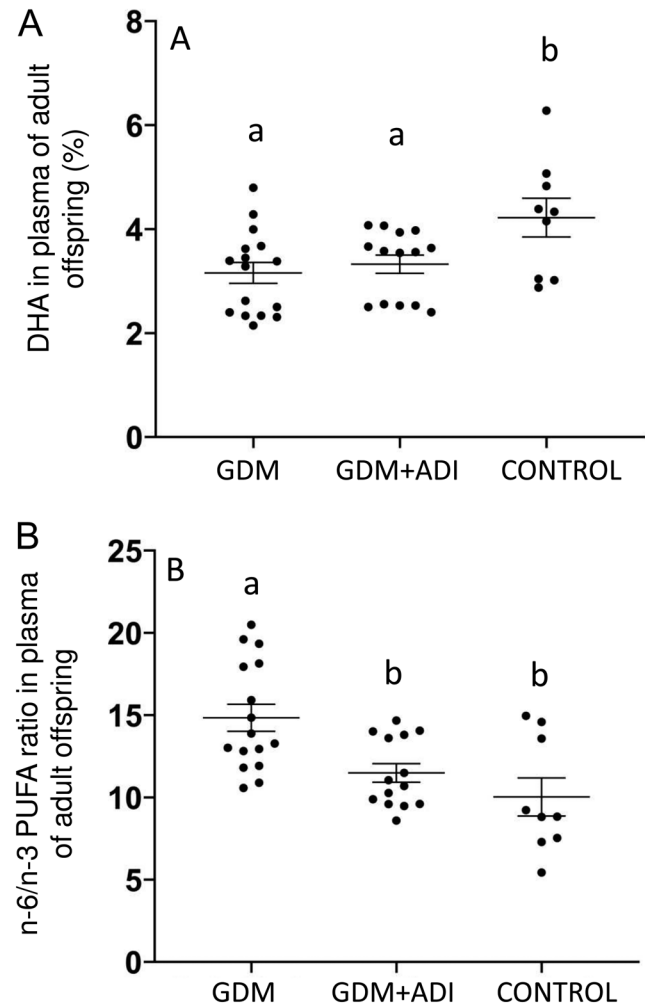 A
A
DHA in plasma of adult
offspring (%)
8
6
4
2
0
a
a
b
GDM
GDM+ADI
CONTROL
B
B
n-6/n-3 PUFA ratio in plasma
of adult offspring
25
20
15
10
5
0
a
b
b
GDM
GDM+ADI
CONTROL